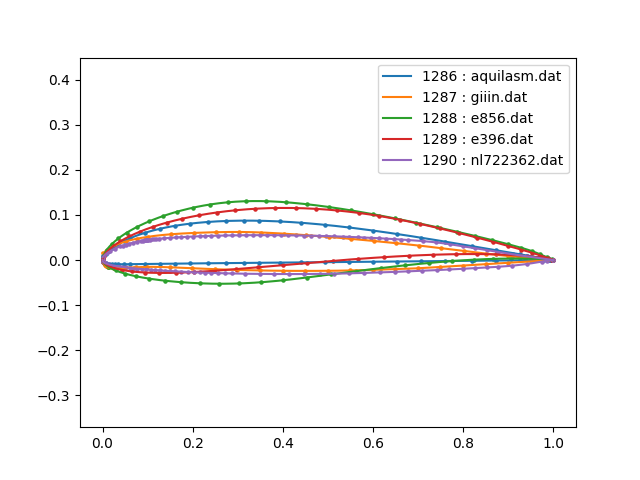 0.4
0.3
0.2
0.1
0.0
−0.1
−0.2
−0.3
0.0
0.2
0.4
0.6
0.8
1.0
1286 : aquilasm.dat
1287 : giiin.dat
1288 : e856.dat
1289 : e396.dat
1290 : nl722362.dat